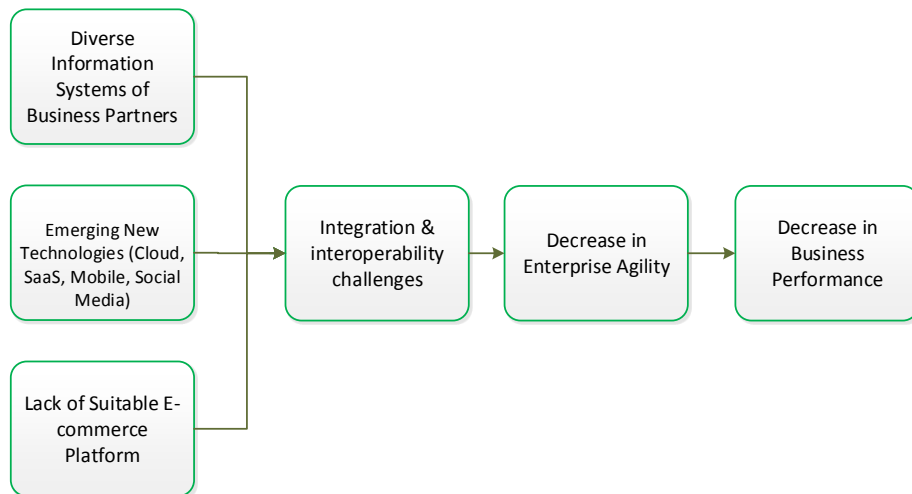 Diverse
Information
Systems of
Business Partners
Emerging New
Technologies (Cloud,
SaaS, Mobile, Social
Media)
Lack of Suitable E-
commerce
Platform
Integration &
interoperability
challenges
Decrease in
Enterprise Agility
Decrease in
Business
Performance